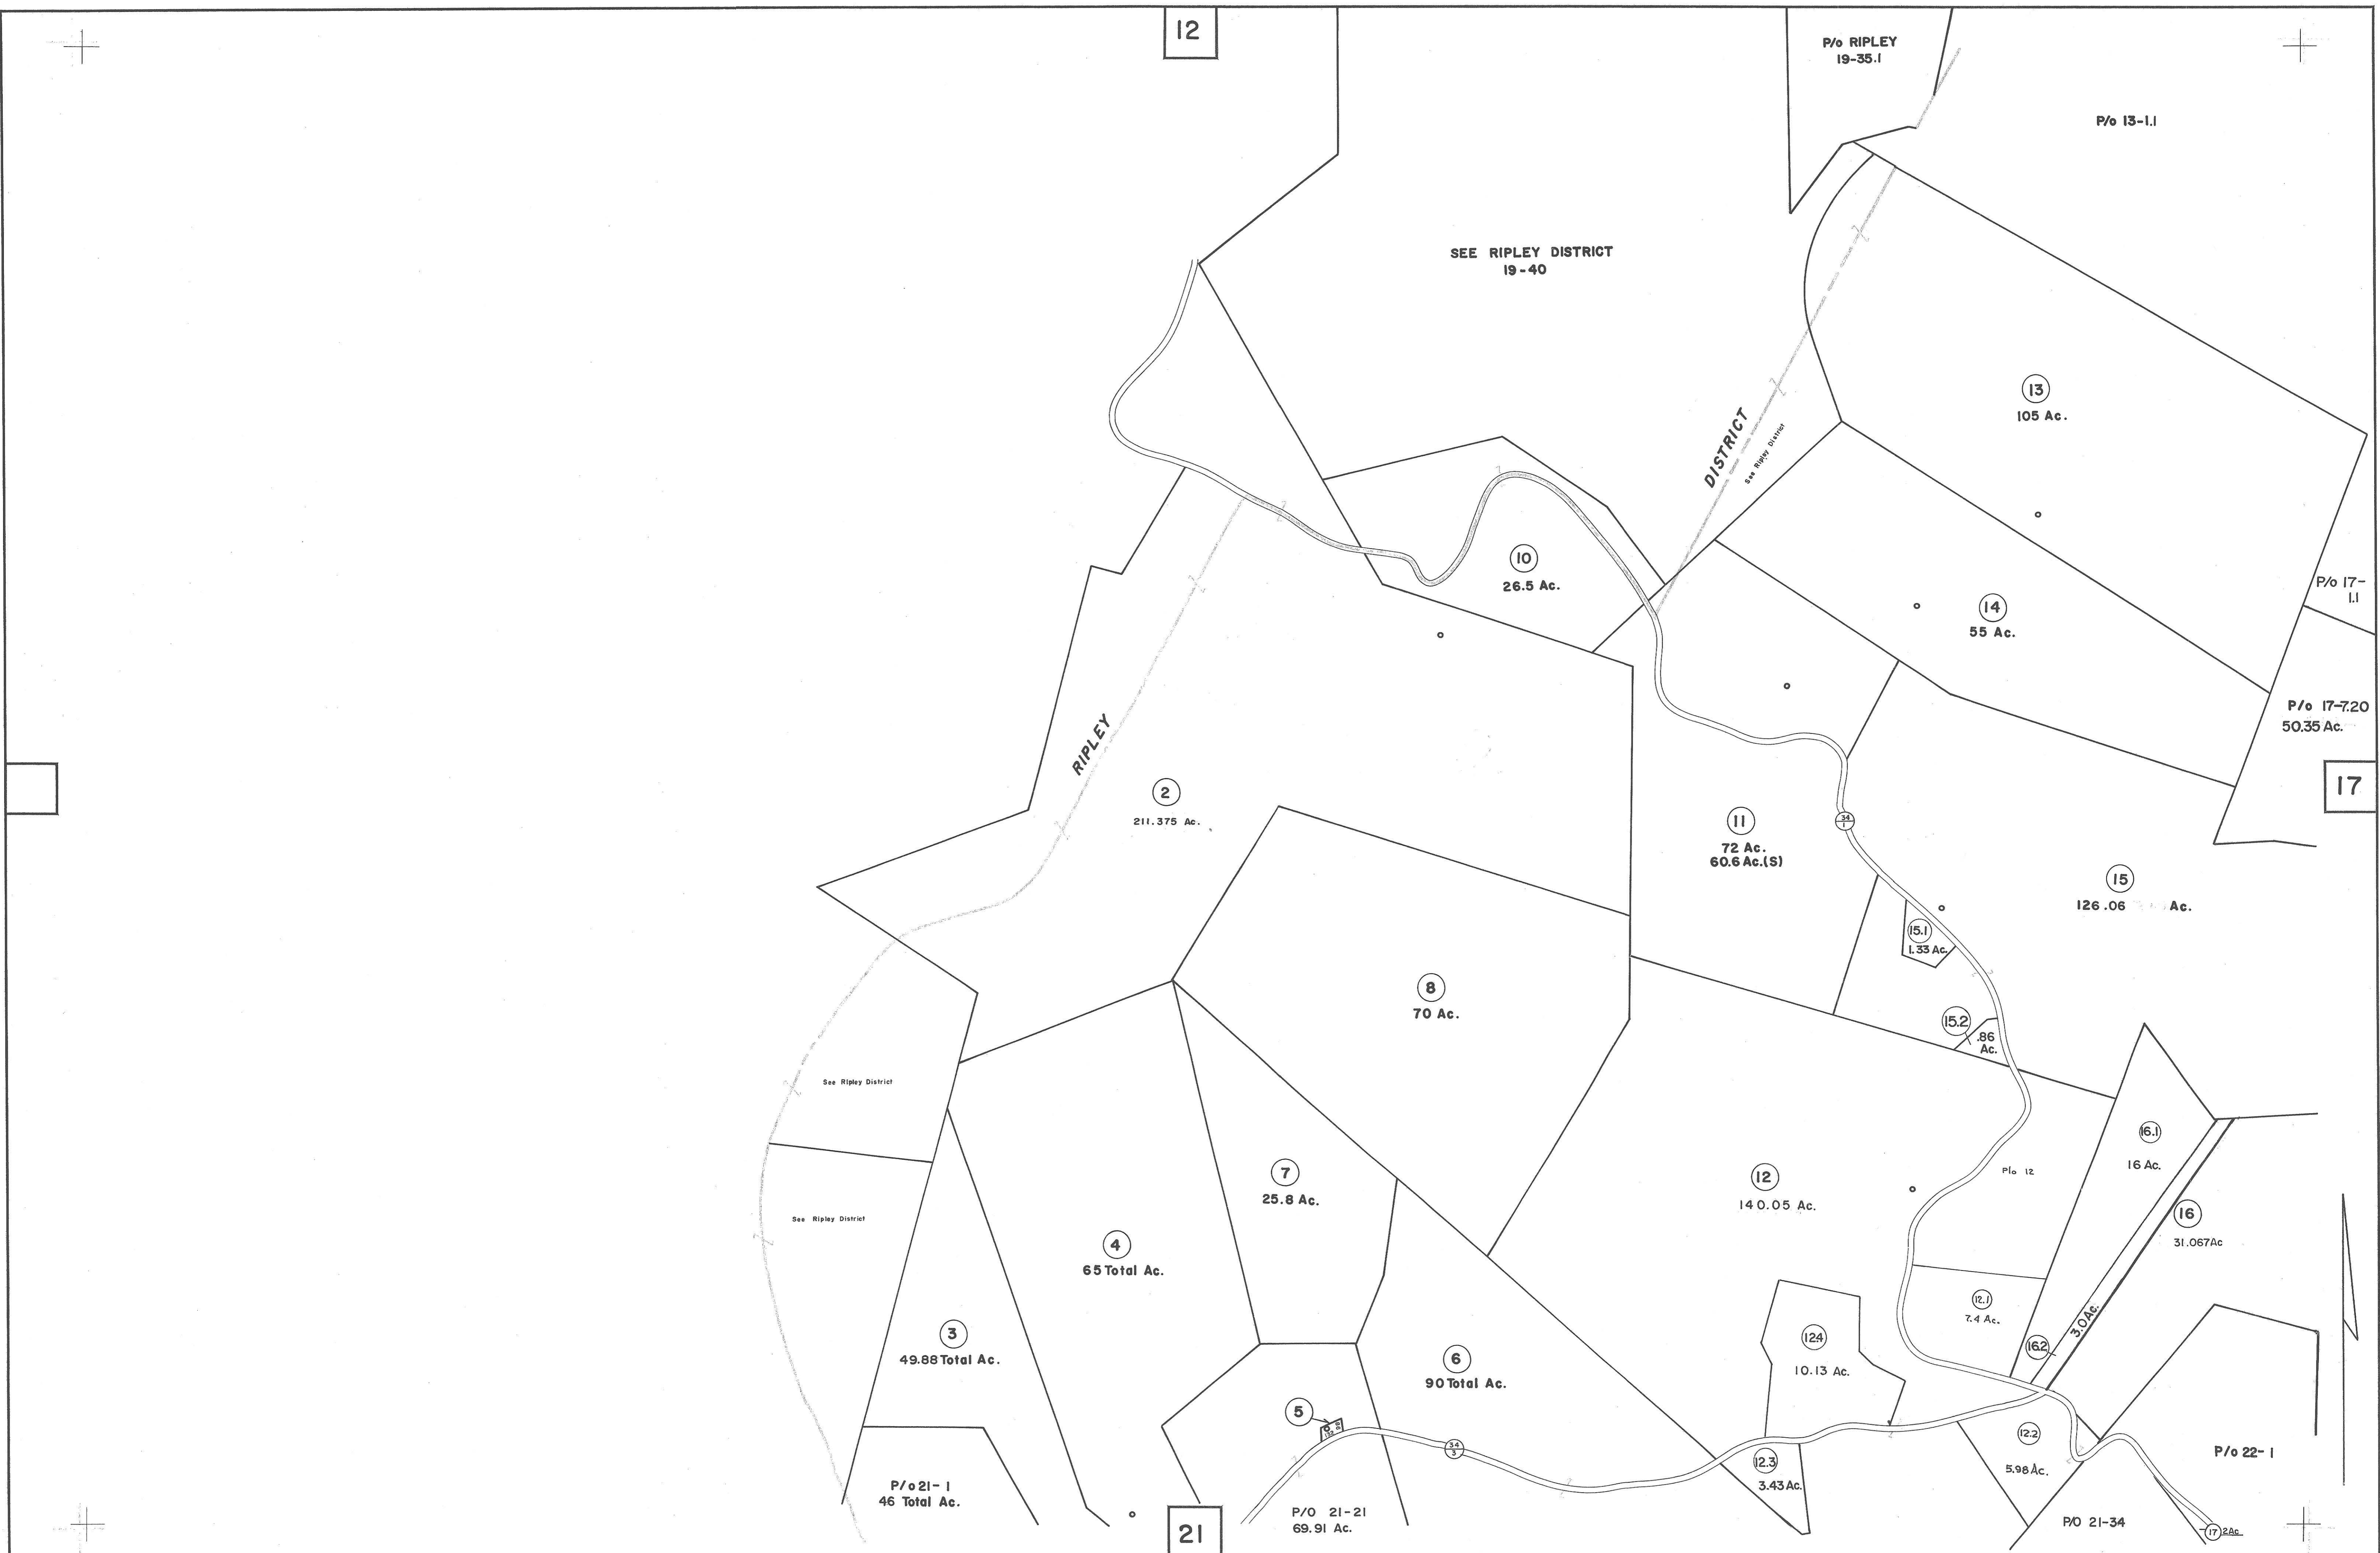 12
P/o RIPLEY
19-35.1
P/o 13-1.1
SEE RIPLEY DISTRICT
19-40
13
105 Ac.
DISTRICT
See Ripley District
10
26.5 Ac.
14
55 Ac.
P/o 17-
1.1
P/o 17-7.20
50.35 Ac.
RIPLEY
17
2
211.375 Ac.
11
72 Ac.
60.6 Ac.(S)
34
1
15
126.06 Ac.
15.1
1.33 Ac.
8
70 Ac.
15.2
.86
Ac.
See Ripley District
16.1
16 Ac.
P/o 12
7
25.8 Ac.
12
140.05 Ac.
See Ripley District
16
31.067Ac
4
65 Total Ac.
12.1
7.4 Ac.
3.0 Ac.
16.2
3
49.88 Total Ac.
12.4
10.13 Ac.
6
90 Total Ac.
5
34
3
12.2
5.98 Ac.
P/o 22-1
12.3
3.43 Ac.
P/o 21-1
46 Total Ac.
21
P/O 21-21
69.91 Ac.
P/O 21-34
17
2Ac